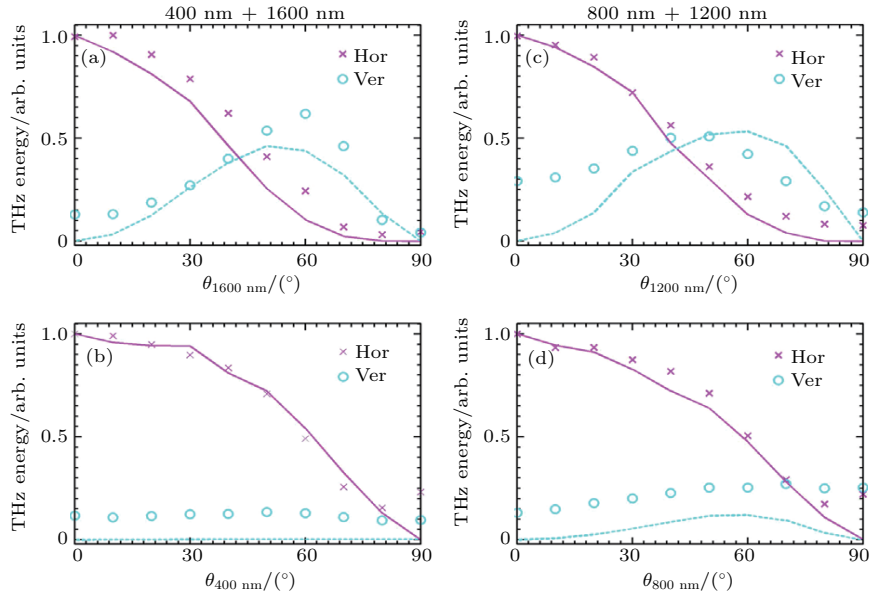 400 nm + 1600 nm
800 nm + 1200 nm
(a)
× Hor
○ Ver
THz energy/arb. units
1.0
0.5
0
0 30 60 90
θ1600 nm/(°)
(c)
× Hor
○ Ver
THz energy/arb. units
1.0
0.5
0
0 30 60 90
θ1200 nm/(°)
(b)
× Hor
○ Ver
THz energy/arb. units
1.0
0.5
0
0 30 60 90
θ400 nm/(°)
(d)
× Hor
○ Ver
THz energy/arb. units
1.0
0.5
0
0 30 60 90
θ800 nm/(°)